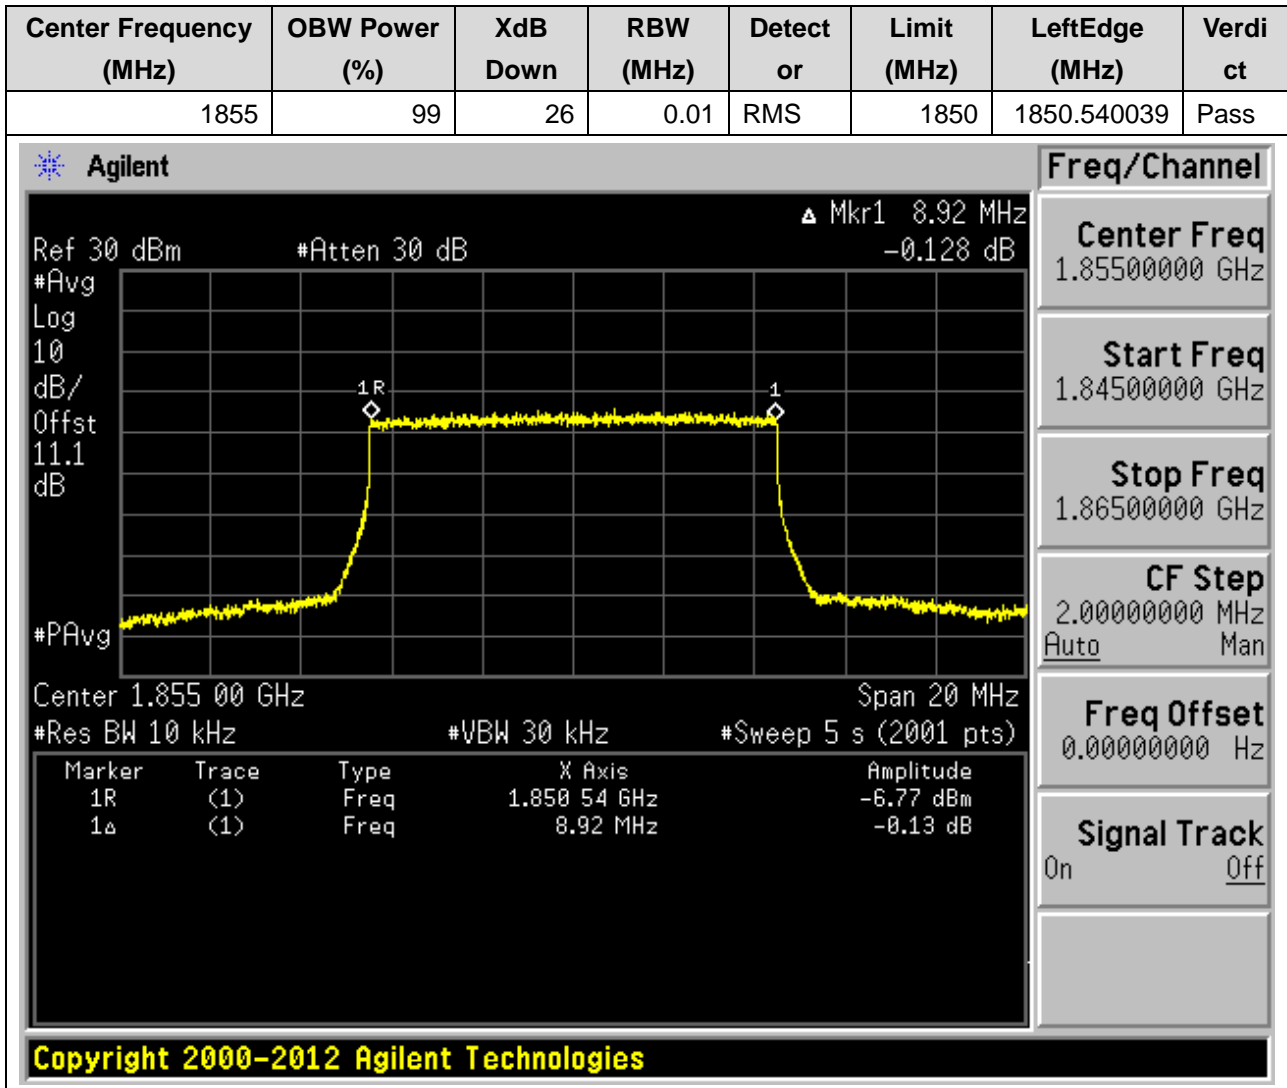 Center Frequency (MHz) OBW Power (%) XdB Down RBW (MHz) Detect or Limit (MHz) LeftEdge (MHz) Verdi ct
1855 99 26 0.01 RMS 1850 1850.540039 Pass
Agilent
Freq/Channel
Δ Mkr1 8.92 MHz
Ref 30 dBm #Atten 30 dB -0.128 dB
#Avg
Log
10
dB/
Offst
11.1
dB
#PAvg
1R
1
Center 1.855 00 GHz Span 20 MHz
#Res BW 10 kHz #VBW 30 kHz #Sweep 5 s (2001 pts)
Marker Trace Type X Axis Amplitude
1R (1) Freq 1.850 54 GHz -6.77 dBm
1Δ (1) Freq 8.92 MHz -0.13 dB
Center Freq
1.85500000 GHz
Start Freq
1.84500000 GHz
Stop Freq
1.86500000 GHz
CF Step
2.00000000 MHz
Auto Man
Freq Offset
0.00000000 Hz
Signal Track
On Off
Copyright 2000-2012 Agilent Technologies